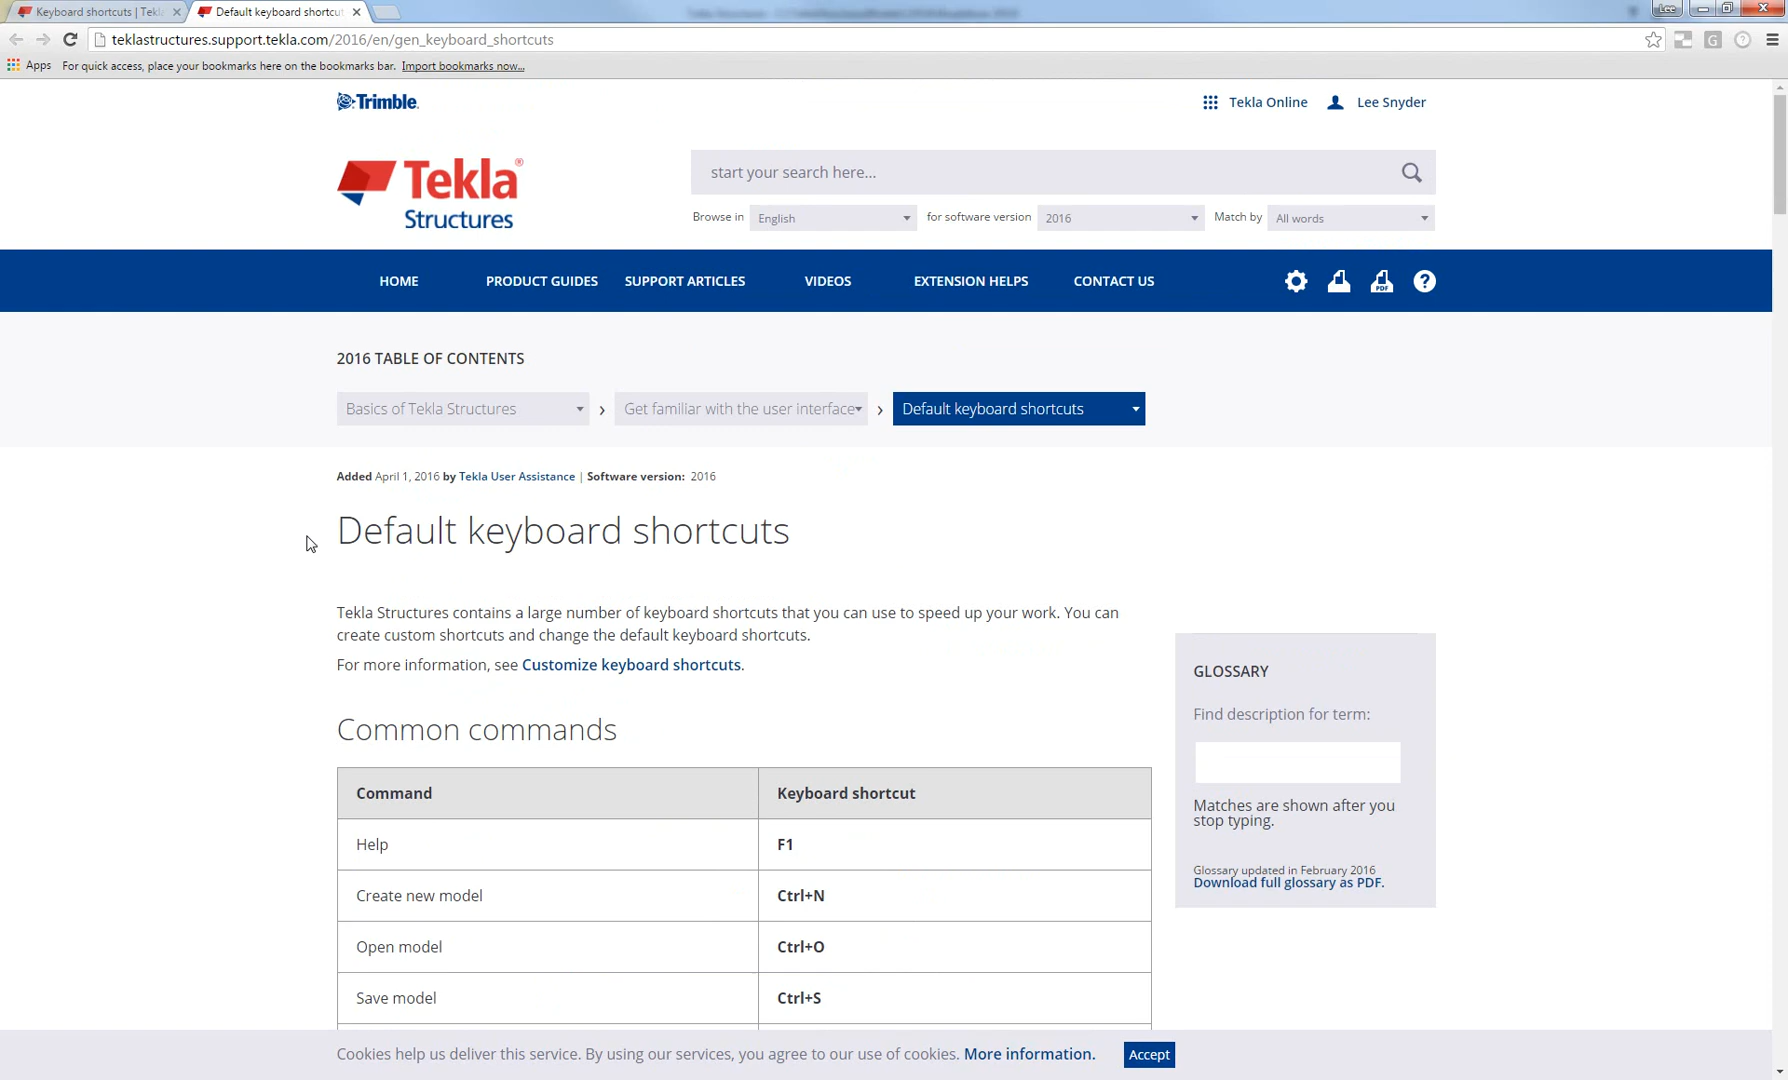 Keyboard shortcuts | Tekl
Default keyboard shortcut
Lee
teklastructures.support.tekla.com/2016/en/gen_keyboard_shortcuts
G
Apps
For quick access, place your bookmarks here on the bookmarks bar. Import bookmarks now...
Trimble
Tekla Online
Lee Snyder
Tekla®
Structures
start your search here...
Browse in English for software version 2016 Match by All words
HOME PRODUCT GUIDES SUPPORT ARTICLES VIDEOS EXTENSION HELPS CONTACT US
PDF
?
2016 TABLE OF CONTENTS
Basics of Tekla Structures › Get familiar with the user interface › Default keyboard shortcuts
Added April 1, 2016 by Tekla User Assistance | Software version: 2016
Default keyboard shortcuts
Tekla Structures contains a large number of keyboard shortcuts that you can use to speed up your work. You can
create custom shortcuts and change the default keyboard shortcuts.
For more information, see Customize keyboard shortcuts.
Common commands
Command Keyboard shortcut
Help F1
Create new model Ctrl+N
Open model Ctrl+O
Save model Ctrl+S
GLOSSARY
Find description for term:
Matches are shown after you
stop typing.
Glossary updated in February 2016
Download full glossary as PDF.
Cookies help us deliver this service. By using our services, you agree to our use of cookies. More information. Accept